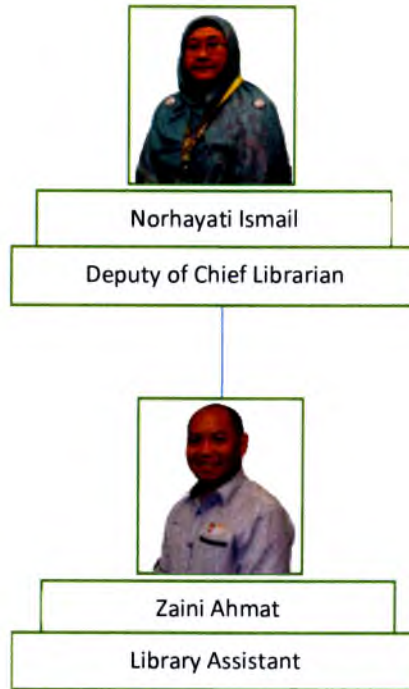 Norhayati Ismail
Deputy of Chief Librarian
Zaini Ahmat
Library Assistant